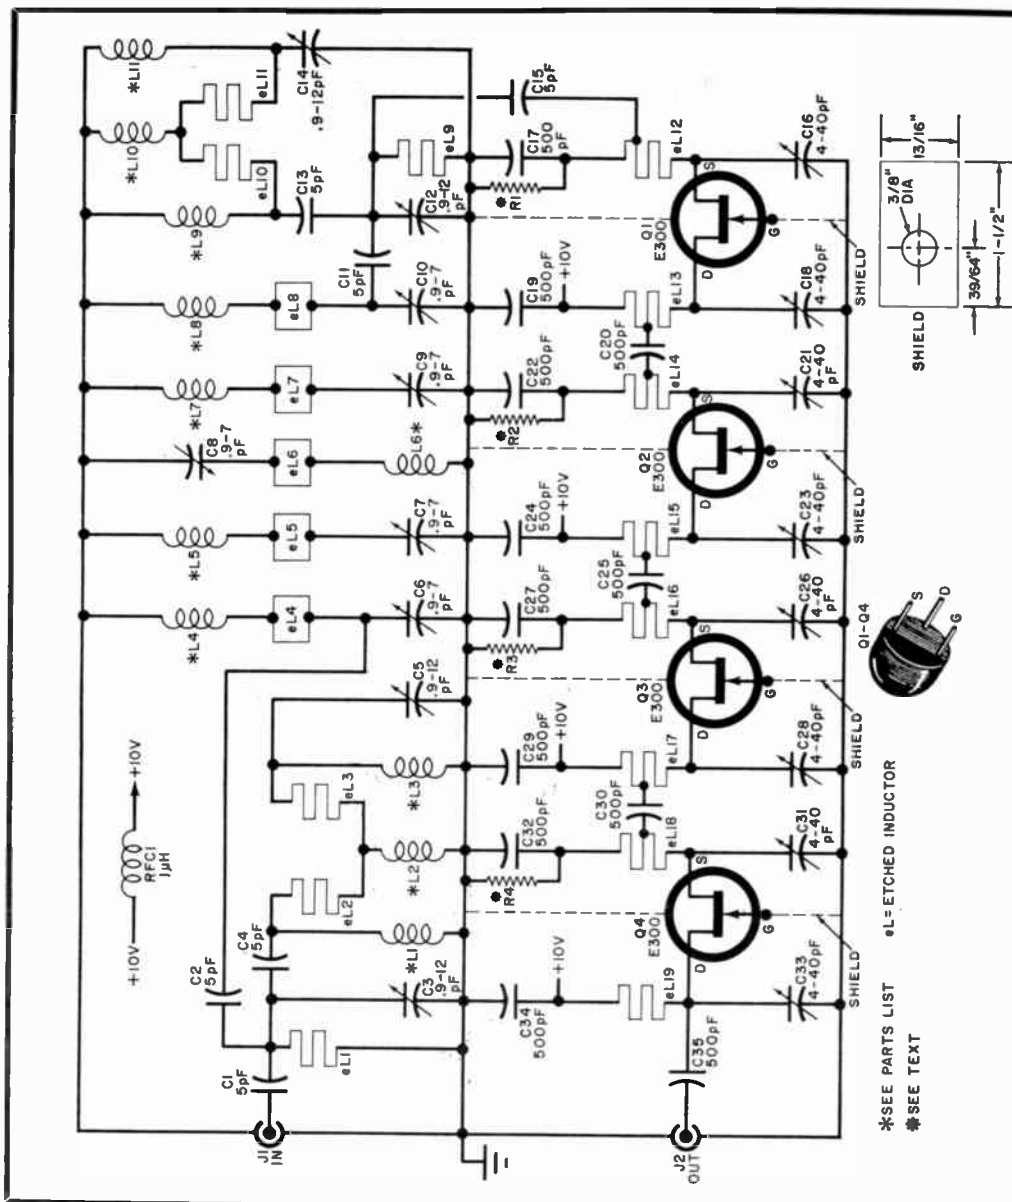 J1
IN
C1
5pF
eL1
C2
5pF
C3
.9-12
pF
C4
5pF
*L1
eL2
*L2
eL3
*L3
C5
.9-12
pF
+10V
RFC1
1µH
+10V
*L4
eL4
C6
.9-7
pF
*L5
eL5
C7
.9-7
pF
C8
.9-7
pF
eL6
L6*
*L7
eL7
C9
.9-7
pF
*L8
eL8
C10
.9-7
pF
C11
5pF
*L9
C13
5pF
C12
.9-12
pF
eL9
eL10
*L10
eL11
*L11
C14
.9-12pF
C15
5pF
C34
500pF
+10V
eL19
C35
500pF
J2
OUT
C33
4-40pF
Q4
E300
D
S
G
SHIELD
R4
C32
500pF
eL18
C31
4-40
pF
C30
500pF
C29
500pF
+10V
eL17
C28
4-40pF
Q3
E300
D
S
G
SHIELD
R3
C27
500pF
eL16
C26
4-40
pF
C25
500pF
C24
500pF
+10V
eL15
C23
4-40pF
Q2
E300
D
S
G
SHIELD
R2
C22
500pF
eL14
C21
4-40
pF
C20
500pF
C19
500pF
+10V
eL13
C18
4-40pF
Q1
E300
D
S
G
SHIELD
R1
C17
500
pF
eL12
C16
4-40pF
*SEE PARTS LIST
eL=ETCHED INDUCTOR
SEE TEXT
Q1-Q4
S
D
G
SHIELD
3/8"
DIA
39/64"
1-1/2"
13/16"